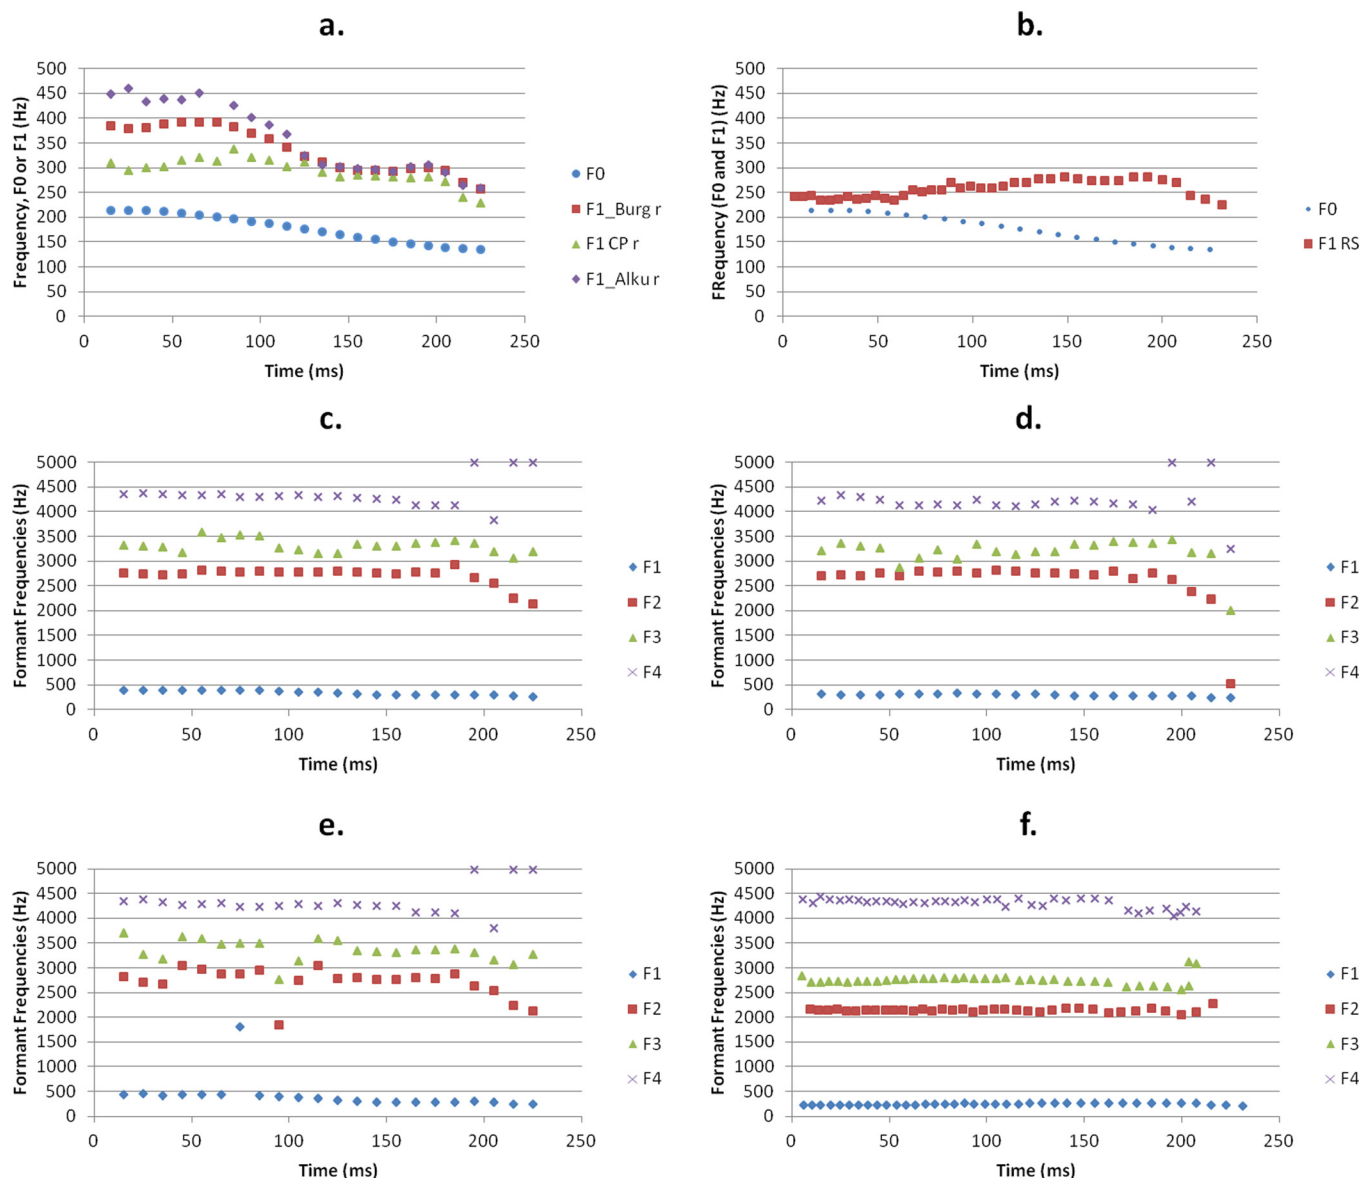 a.
500
450
400
350
300
250
200
150
100
50
0
Frequency, F0 or F1 (Hz)
0 50 100 150 200 250
Time (ms)
F0
F1_Burg r
F1 CP r
F1_Alku r
b.
500
450
400
350
300
250
200
150
100
50
0
FRequency (F0 and F1) (Hz)
0 50 100 150 200 250
Time (ms)
F0
F1 RS
c.
5000
4500
4000
3500
3000
2500
2000
1500
1000
500
0
Formant Frequencies (Hz)
0 50 100 150 200 250
Time (ms)
F1
F2
F3
F4
d.
5000
4500
4000
3500
3000
2500
2000
1500
1000
500
0
Formant Frequencies (Hz)
0 50 100 150 200 250
Time (ms)
F1
F2
F3
F4
e.
5000
4500
4000
3500
3000
2500
2000
1500
1000
500
0
Formant Frequencies (Hz)
0 50 100 150 200 250
Time (ms)
F1
F2
F3
F4
f.
5000
4500
4000
3500
3000
2500
2000
1500
1000
500
0
Formant Frequencies (Hz)
0 50 100 150 200 250
Time (ms)
F1
F2
F3
F4